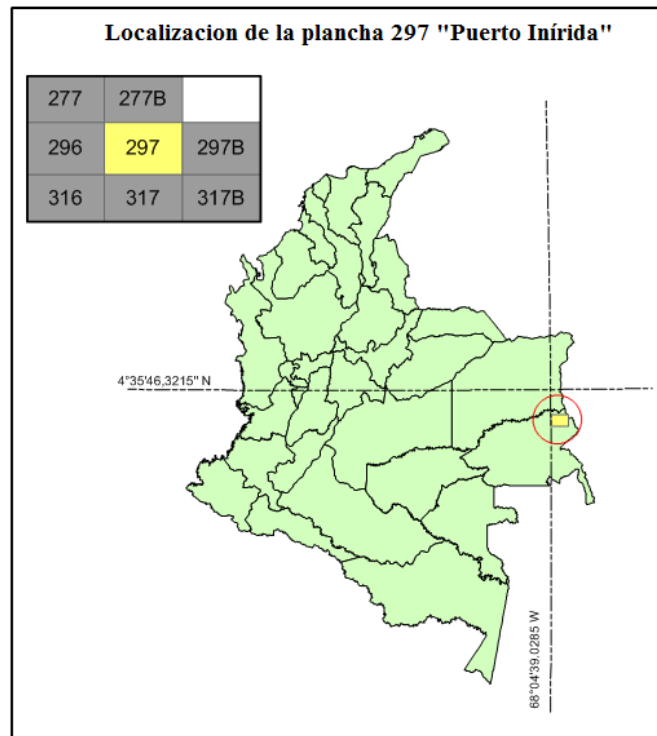 Localizacion de la plancha 297 "Puerto Inírida"
277 277B
296 297 297B
316 317 317B
4°35'46,3215" N
68°04'39.0285 W